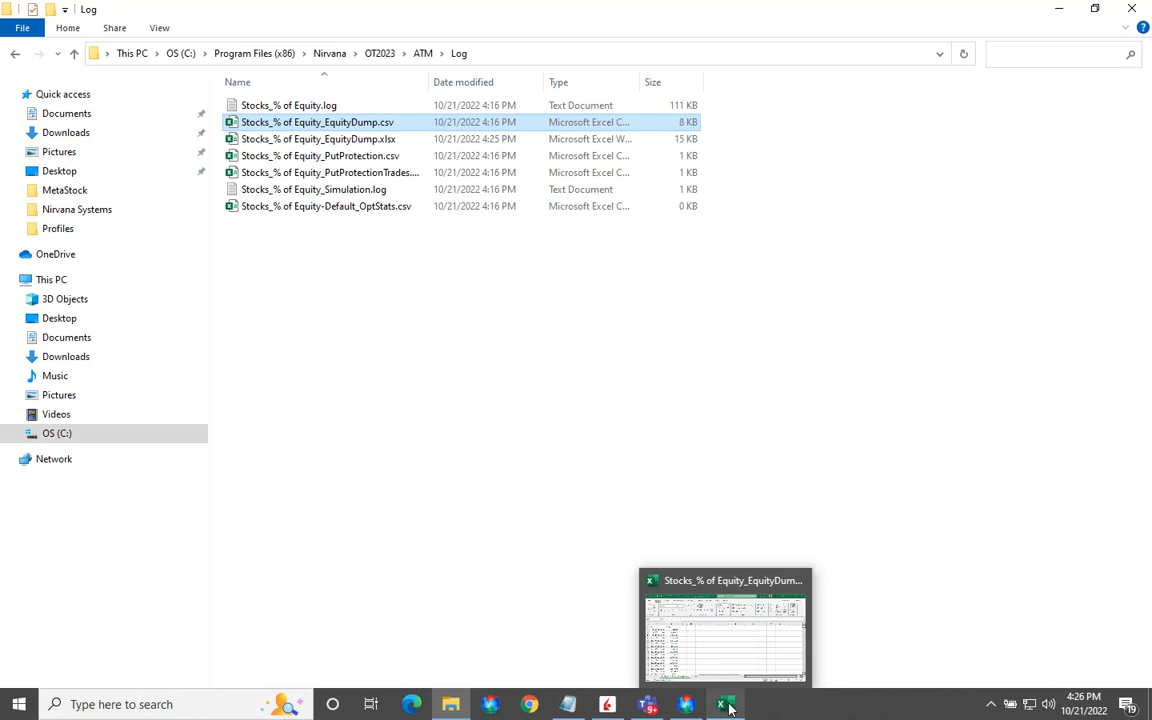 Log
File
Home
Share
View
This PC
OS (C:)
Program Files (x86)
Nirvana
OT2023
ATM
Log
Name
Date modified
Type
Size
Stocks_% of Equity.log
10/21/2022 4:16 PM
Text Document
111 KB
Stocks_% of Equity_EquityDump.csv
10/21/2022 4:16 PM
Microsoft Excel C...
8 KB
Stocks_% of Equity_EquityDump.xlsx
10/21/2022 4:25 PM
Microsoft Excel W...
15 KB
Stocks_% of Equity_PutProtection.csv
10/21/2022 4:16 PM
Microsoft Excel C...
1 KB
Stocks_% of Equity_PutProtectionTrades....
10/21/2022 4:16 PM
Microsoft Excel C...
1 KB
Stocks_% of Equity_Simulation.log
10/21/2022 4:16 PM
Text Document
1 KB
Stocks_% of Equity-Default_OptStats.csv
10/21/2022 4:16 PM
Microsoft Excel C...
0 KB
Quick access
Documents
Downloads
Pictures
Desktop
MetaStock
Nirvana Systems
Profiles
OneDrive
This PC
3D Objects
Desktop
Documents
Downloads
Music
Pictures
Videos
OS (C:)
Network
Stocks_% of Equity_EquityDum...
Type here to search
9+
4:26 PM
10/21/2022
19